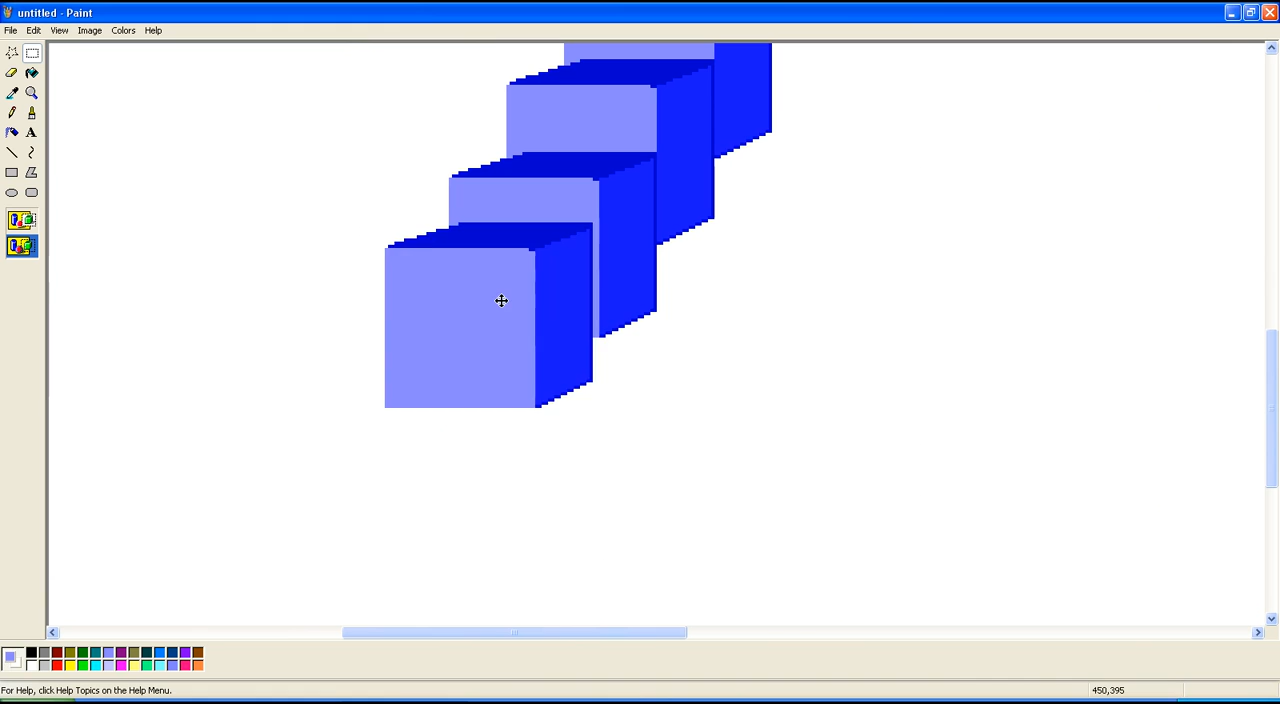 untitled - Paint
File Edit View Image Colors Help
A
For Help, click Help Topics on the Help Menu. 450,395